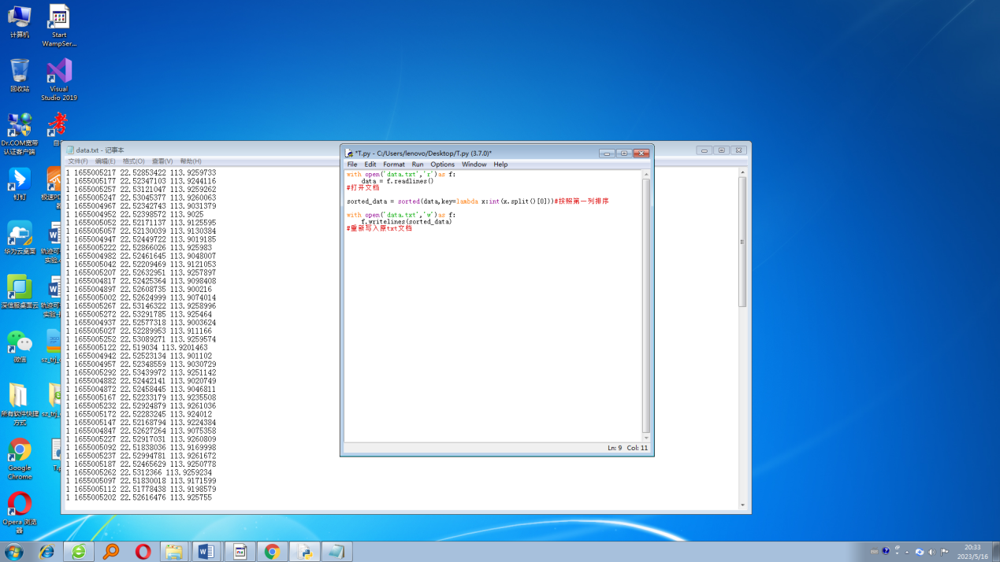 计算机
Start
WampSer...
回收站
Visual
Studio 2019
Dr.COM宽带
认证客户端
钉钉
极速PD
华为云桌面
轨迹可
实验.
深信服桌面云
轨迹可
实验
微信
sz_trj_
所有软件快捷
方式
sz_trj_
Google
Chrome
T.p
Opera 浏览
器
data.txt - 记事本
文件(F) 编辑(E) 格式(O) 查看(V) 帮助(H)
1 1655005217 22.52853422 113.9259733
1 1655005177 22.52347103 113.9244116
1 1655005257 22.53121047 113.9259262
1 1655005247 22.53045377 113.9260063
1 1655004967 22.52342743 113.9031379
1 1655004952 22.52398572 113.9025
1 1655005052 22.52171137 113.9125595
1 1655005057 22.52130039 113.9130384
1 1655004947 22.52449722 113.9019185
1 1655005222 22.52866026 113.925983
1 1655004982 22.52461645 113.9048007
1 1655005042 22.52209469 113.9121053
1 1655005207 22.52632951 113.9257897
1 1655004817 22.52425364 113.9098408
1 1655004897 22.52608735 113.900216
1 1655005002 22.52624999 113.9074014
1 1655005267 22.53146322 113.9258996
1 1655005272 22.53291785 113.925464
1 1655004937 22.52577318 113.9003624
1 1655005027 22.52289953 113.911166
1 1655005252 22.53089271 113.9259574
1 1655005122 22.519034 113.9201463
1 1655004942 22.52523134 113.901102
1 1655004957 22.52348559 113.9030729
1 1655005292 22.53439972 113.9251142
1 1655004882 22.52442141 113.9020749
1 1655004872 22.52458445 113.9046811
1 1655005167 22.52233179 113.9235508
1 1655005232 22.52924879 113.9261036
1 1655005172 22.52283245 113.924012
1 1655005147 22.52168794 113.9224384
1 1655004847 22.52627264 113.9075358
1 1655005227 22.52917031 113.9260809
1 1655005092 22.51838036 113.9169998
1 1655005237 22.52994781 113.9261672
1 1655005187 22.52465629 113.9250778
1 1655005262 22.5312366 113.9259234
1 1655005097 22.51830018 113.9171599
1 1655005112 22.51778438 113.9198579
1 1655005202 22.52616476 113.925755
*T.py - C:/Users/lenovo/Desktop/T.py (3.7.0)*
File Edit Format Run Options Window Help
with open('data.txt','r')as f:
data = f.readlines()
#打开文档
sorted_data = sorted(data,key=lambda x:int(x.split()[0]))#按照第一列排序
with open('data.txt','w')as f:
f.writelines(sorted_data)
#重新写入原txt文档
Ln: 9 Col: 11
20:33
2023/5/16